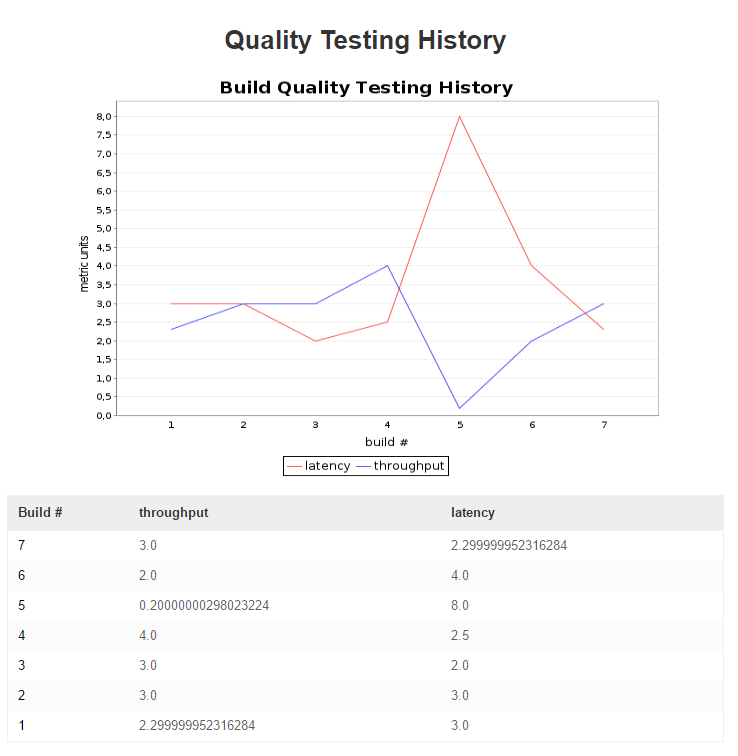 Quality Testing History
Build Quality Testing History
8,0
7,5
7,0
6,5
6,0
5,5
5,0
4,5
4,0
3,5
3,0
2,5
2,0
1,5
1,0
0,5
0,0
metric units
1 2 3 4 5 6 7
build #
latency throughput
Build # throughput latency
7 3.0 2.299999952316284
6 2.0 4.0
5 0.20000000298023224 8.0
4 4.0 2.5
3 3.0 2.0
2 3.0 3.0
1 2.299999952316284 3.0